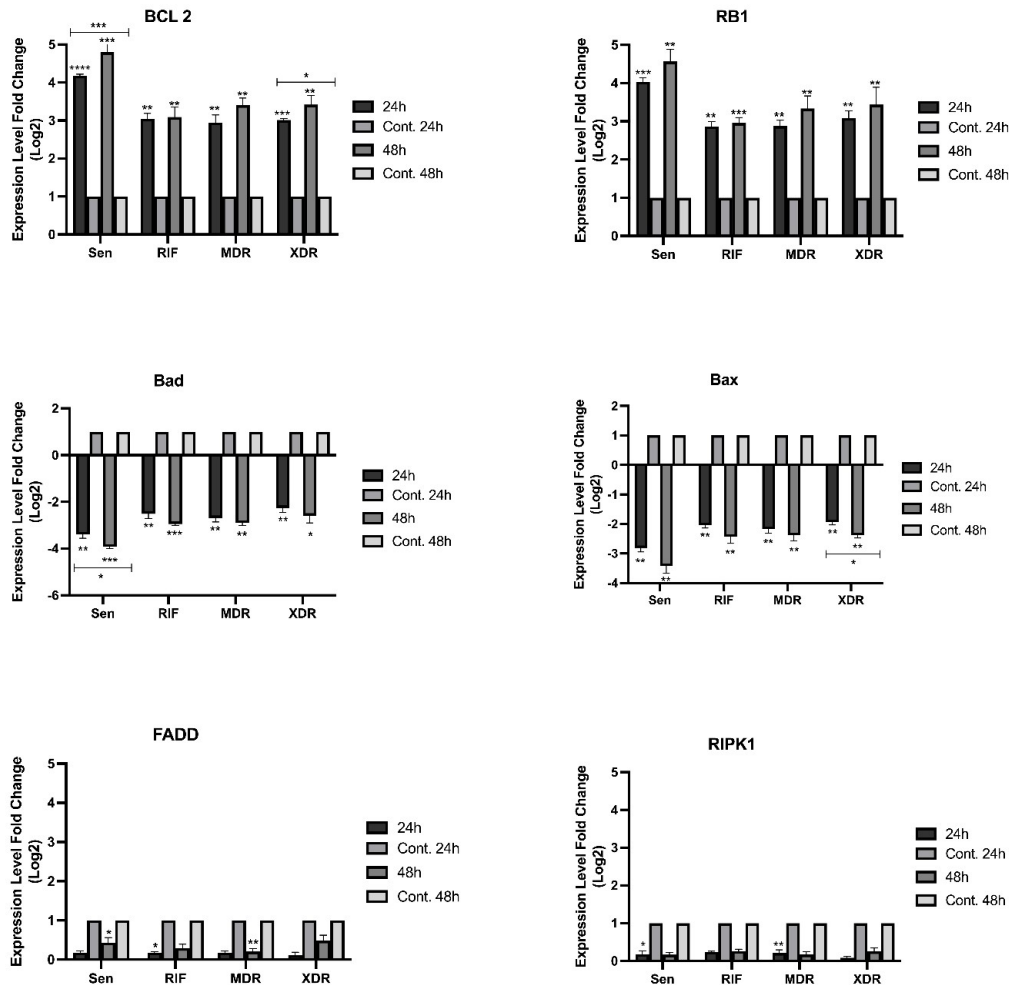 BCL 2
***
5
***
****
4
*
**
**
**
**
**
***
3
2
1
0
Sen
RIF
MDR
XDR
Expression Level Fold Change
(Log2)
24h
Cont. 24h
48h
Cont. 48h
RB1
5
**
***
4
**
**
**
***
**
**
3
2
1
0
Sen
RIF
MDR
XDR
Expression Level Fold Change
(Log2)
24h
Cont. 24h
48h
Cont. 48h
Bad
2
0
-2
-4
-6
**
***
*
**
***
**
**
**
*
Sen
RIF
MDR
XDR
Expression Level Fold Change
(Log2)
24h
Cont. 24h
48h
Cont. 48h
Bax
2
1
0
-1
-2
-3
-4
**
**
**
**
**
**
**
**
*
Sen
RIF
MDR
XDR
Expression Level Fold Change
(Log2)
24h
Cont. 24h
48h
Cont. 48h
FADD
5
4
3
2
1
0
*
*
**
Sen
RIF
MDR
XDR
Expression Level Fold Change
(Log2)
24h
Cont. 24h
48h
Cont. 48h
RIPK1
5
4
3
2
1
0
*
**
Sen
RIF
MDR
XDR
Expression Level Fold Change
(Log2)
24h
Cont. 24h
48h
Cont. 48h